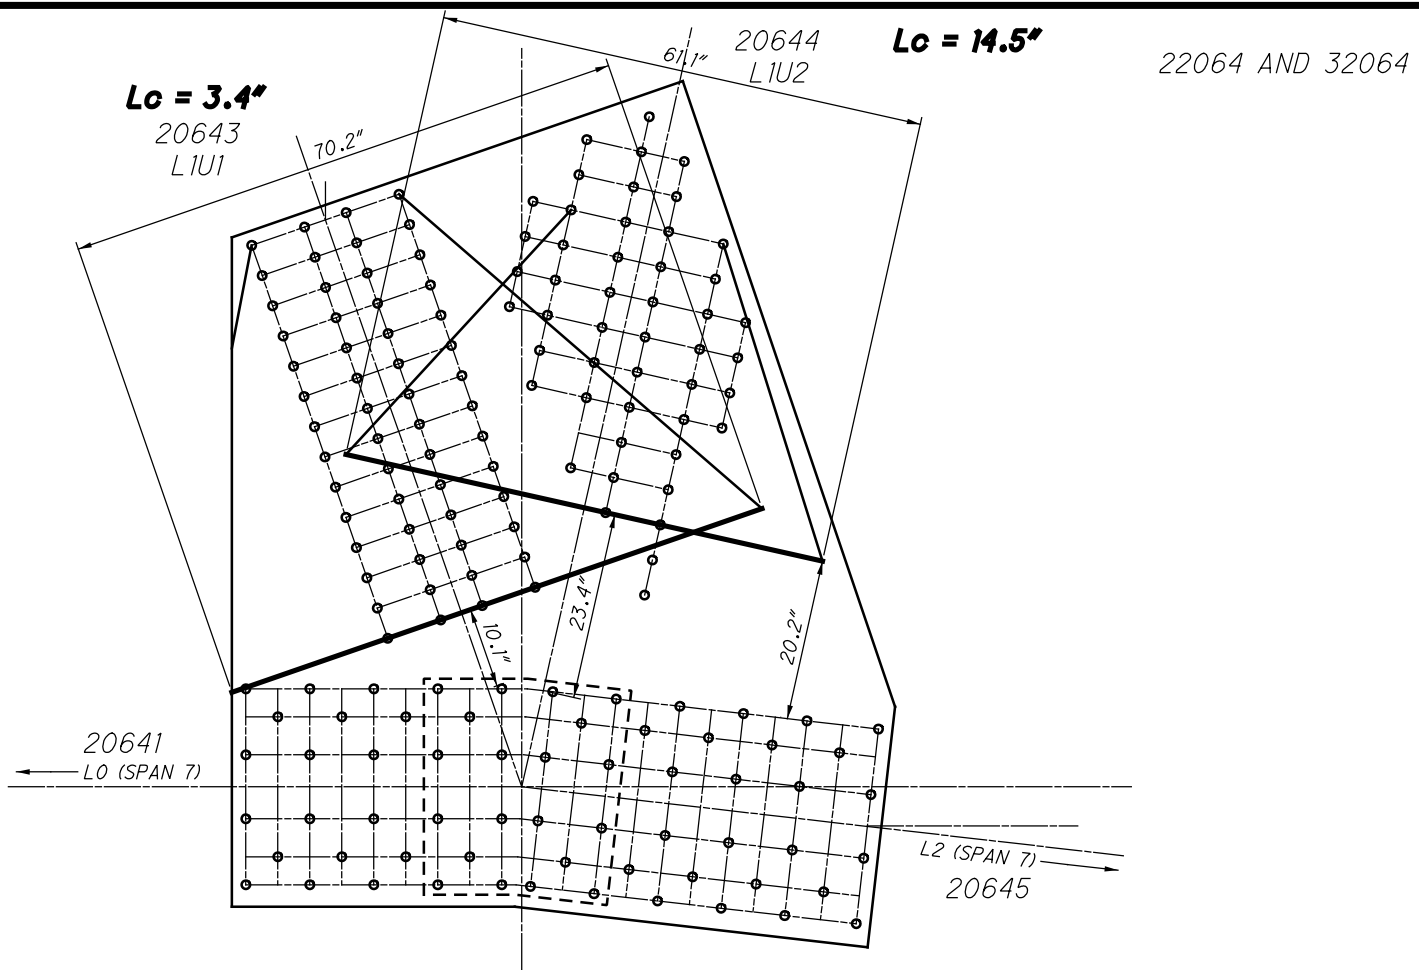 61.1"
20644
L1U2
Lc = 14.5"
22064 AND 32064
Lc = 3.4"
20643
L1U1
70.2"
23.4"
10.1"
20.2"
20641
L0 (SPAN 7)
L2 (SPAN 7)
20645